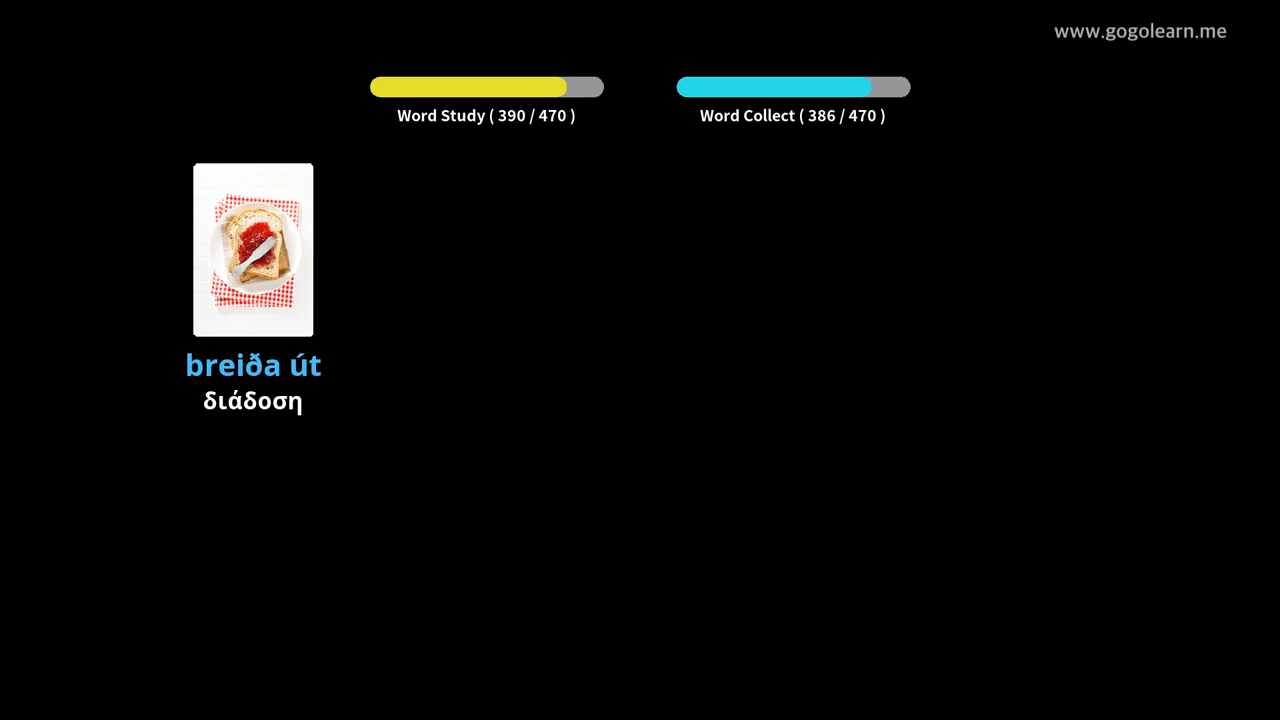 www.gogolearn.me
Word Study ( 390 / 470 )
Word Collect ( 386 / 470 )
breiða út
διάδοση